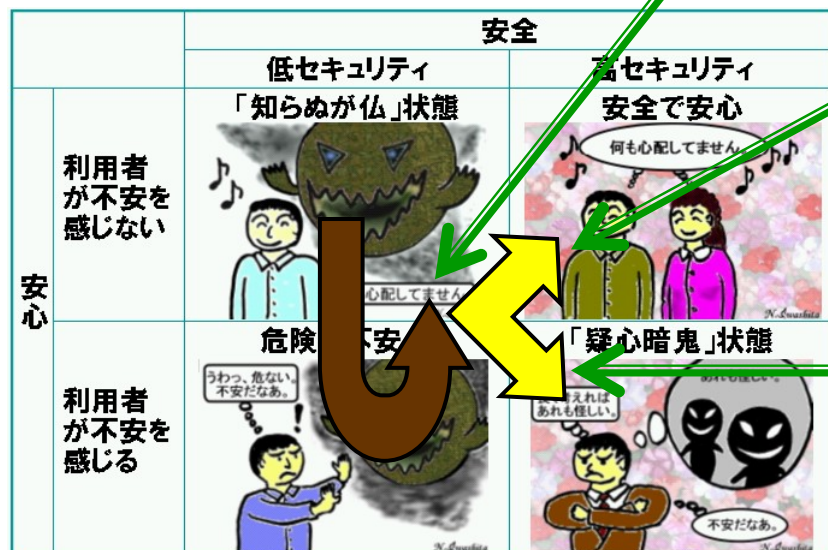 安全
低セキュリティ
高セキュリティ
安心
利用者
が不安を
感じない
「知らぬが仏」状態
心配してません
安全で安心
何も心配してません。
N.Iwashita
利用者
が不安を
感じる
危険
不安
うわっ、危ない。
不安だなあ。
!
N.Iwashita
「疑心暗鬼」状態
考えれば
あれも怪しい。
あれも怪しい。
不安だなあ。
N.Iwashita